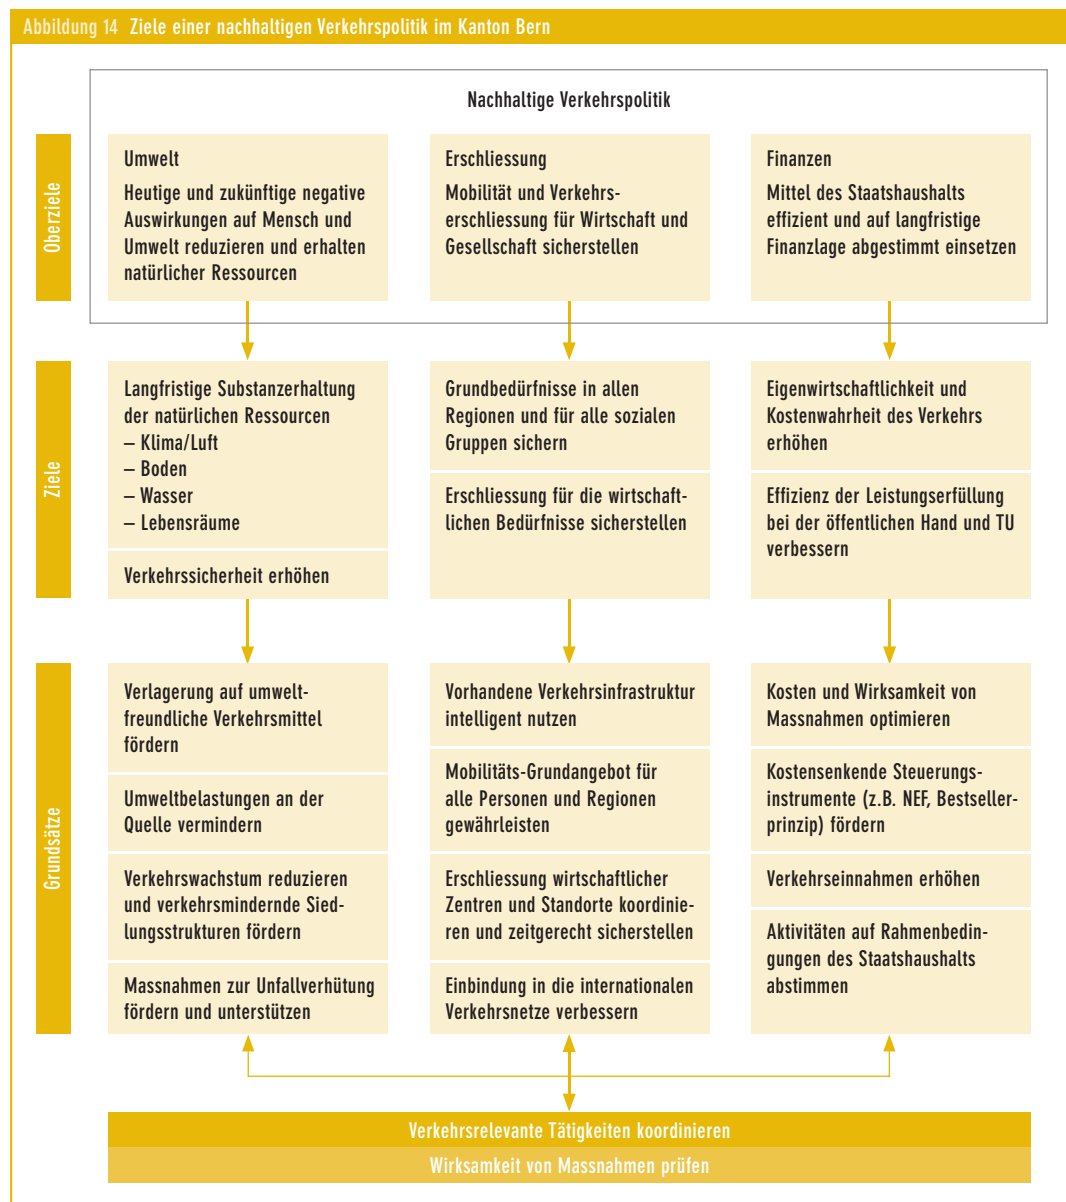 Abbildung 14 Ziele einer nachhaltigen Verkehrspolitik im Kanton Bern
Nachhaltige Verkehrspolitik
Oberziele
Umwelt
Heutige und zukünftige negative
Auswirkungen auf Mensch und
Umwelt reduzieren und erhalten
natürlicher Ressourcen
Erschliessung
Mobilität und Verkehrs-
erschliessung für Wirtschaft und
Gesellschaft sicherstellen
Finanzen
Mittel des Staatshaushalts
effizient und auf langfristige
Finanzlage abgestimmt einsetzen
Ziele
Langfristige Substanzerhaltung
der natürlichen Ressourcen
– Klima/Luft
– Boden
– Wasser
– Lebensräume
Verkehrssicherheit erhöhen
Grundbedürfnisse in allen
Regionen und für alle sozialen
Gruppen sichern
Erschliessung für die wirtschaft-
lichen Bedürfnisse sicherstellen
Eigenwirtschaftlichkeit und
Kostenwahrheit des Verkehrs
erhöhen
Effizienz der Leistungserfüllung
bei der öffentlichen Hand und TU
verbessern
Grundsätze
Verlagerung auf umwelt-
freundliche Verkehrsmittel
fördern
Umweltbelastungen an der
Quelle vermindern
Verkehrswachstum reduzieren
und verkehrsmindernde Sied-
lungsstrukturen fördern
Massnahmen zur Unfallverhütung
fördern und unterstützen
Vorhandene Verkehrsinfrastruktur
intelligent nutzen
Mobilitäts-Grundangebot für
alle Personen und Regionen
gewährleisten
Erschliessung wirtschaftlicher
Zentren und Standorte koordinie-
ren und zeitgerecht sicherstellen
Einbindung in die internationalen
Verkehrsnetze verbessern
Kosten und Wirksamkeit von
Massnahmen optimieren
Kostensenkende Steuerungs-
instrumente (z.B. NEF, Bestseller-
prinzip) fördern
Verkehrseinnahmen erhöhen
Aktivitäten auf Rahmenbedin-
gungen des Staatshaushalts
abstimmen
Verkehrsrelevante Tätigkeiten koordinieren
Wirksamkeit von Massnahmen prüfen